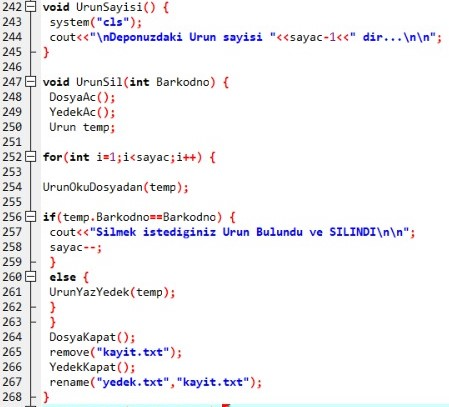 242 void UrunSayisi() {
243 system("cls");
244 cout<<"\nDeponuzdaki Urun sayisi "<<sayac-1<<" dir...\n\n";
245 }
246
247 void UrunSil(int Barkodno) {
248 DosyaAc();
249 YedekAc();
250 Urun temp;
251
252 for(int i=1;i<sayac;i++) {
253
254 UrunOkuDosyadan(temp);
255
256 if(temp.Barkodno==Barkodno) {
257 cout<<"Silmek istediginiz Urun Bulundu ve SILINDI\n\n";
258 sayac--;
259 }
260 else {
261 UrunYazYedek(temp);
262 }
263 }
264 DosyaKapat();
265 remove("kayit.txt");
266 YedekKapat();
267 rename("yedek.txt","kayit.txt");
268 }